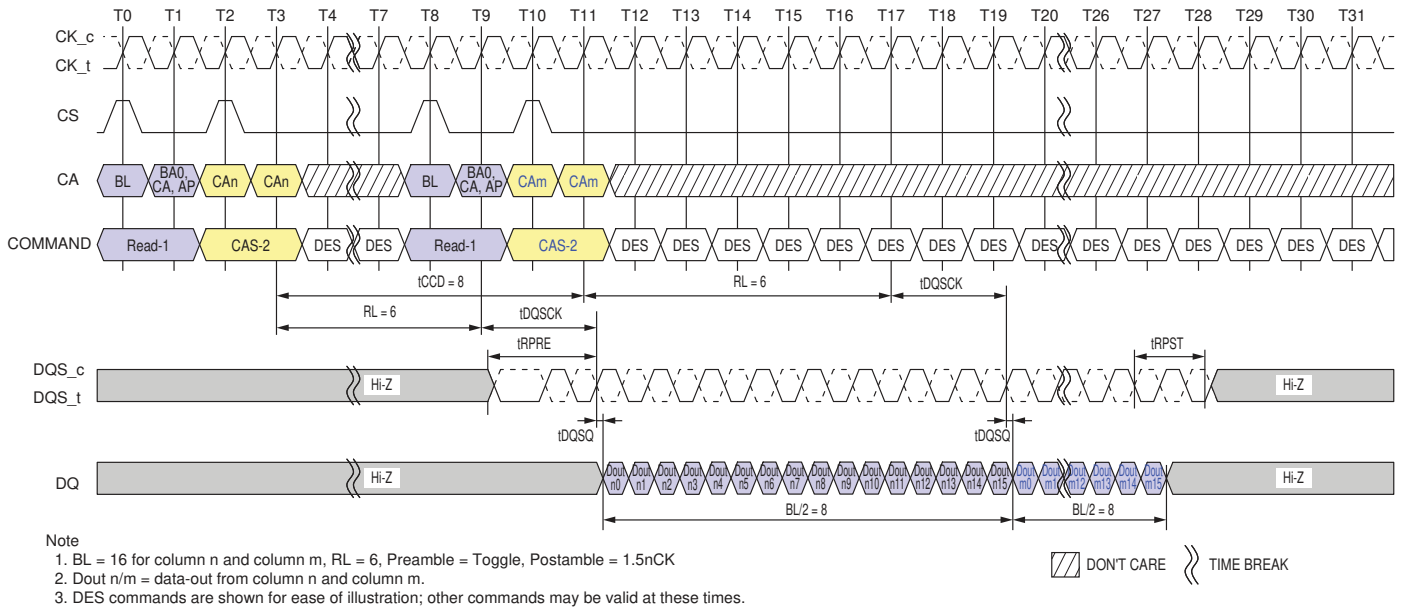 T0 T1 T2 T3 T4 T7 T8 T9 T10 T11 T12 T13 T14 T15 T16 T17 T18 T19 T20 T26 T27 T28 T29 T30 T31
CK_c
CK_t
CS
CA BL BA0, CA, AP CAn CAn BL BA0, CA, AP CAm CAm
COMMAND Read-1 CAS-2 DES DES Read-1 CAS-2 DES DES DES DES DES DES DES DES DES DES DES DES DES DES DES
tCCD = 8 RL = 6 tDQSCK
RL = 6 tDQSCK
tRPRE tRPST
DQS_c
DQS_t
Hi-Z Hi-Z
tDQSQ tDQSQ
DQ Hi-Z Dout n0 Dout n1 Dout n2 Dout n3 Dout n4 Dout n5 Dout n6 Dout n7 Dout n8 Dout n9 Dout n10 Dout n11 Dout n12 Dout n13 Dout n14 Dout n15 Dout m0 Dout m1 Dout m12 Dout m13 Dout m14 Dout m15 Hi-Z
BL/2 = 8 BL/2 = 8
Note
1. BL = 16 for column n and column m, RL = 6, Preamble = Toggle, Postamble = 1.5nCK
2. Dout n/m = data-out from column n and column m.
3. DES commands are shown for ease of illustration; other commands may be valid at these times.
DON'T CARE TIME BREAK